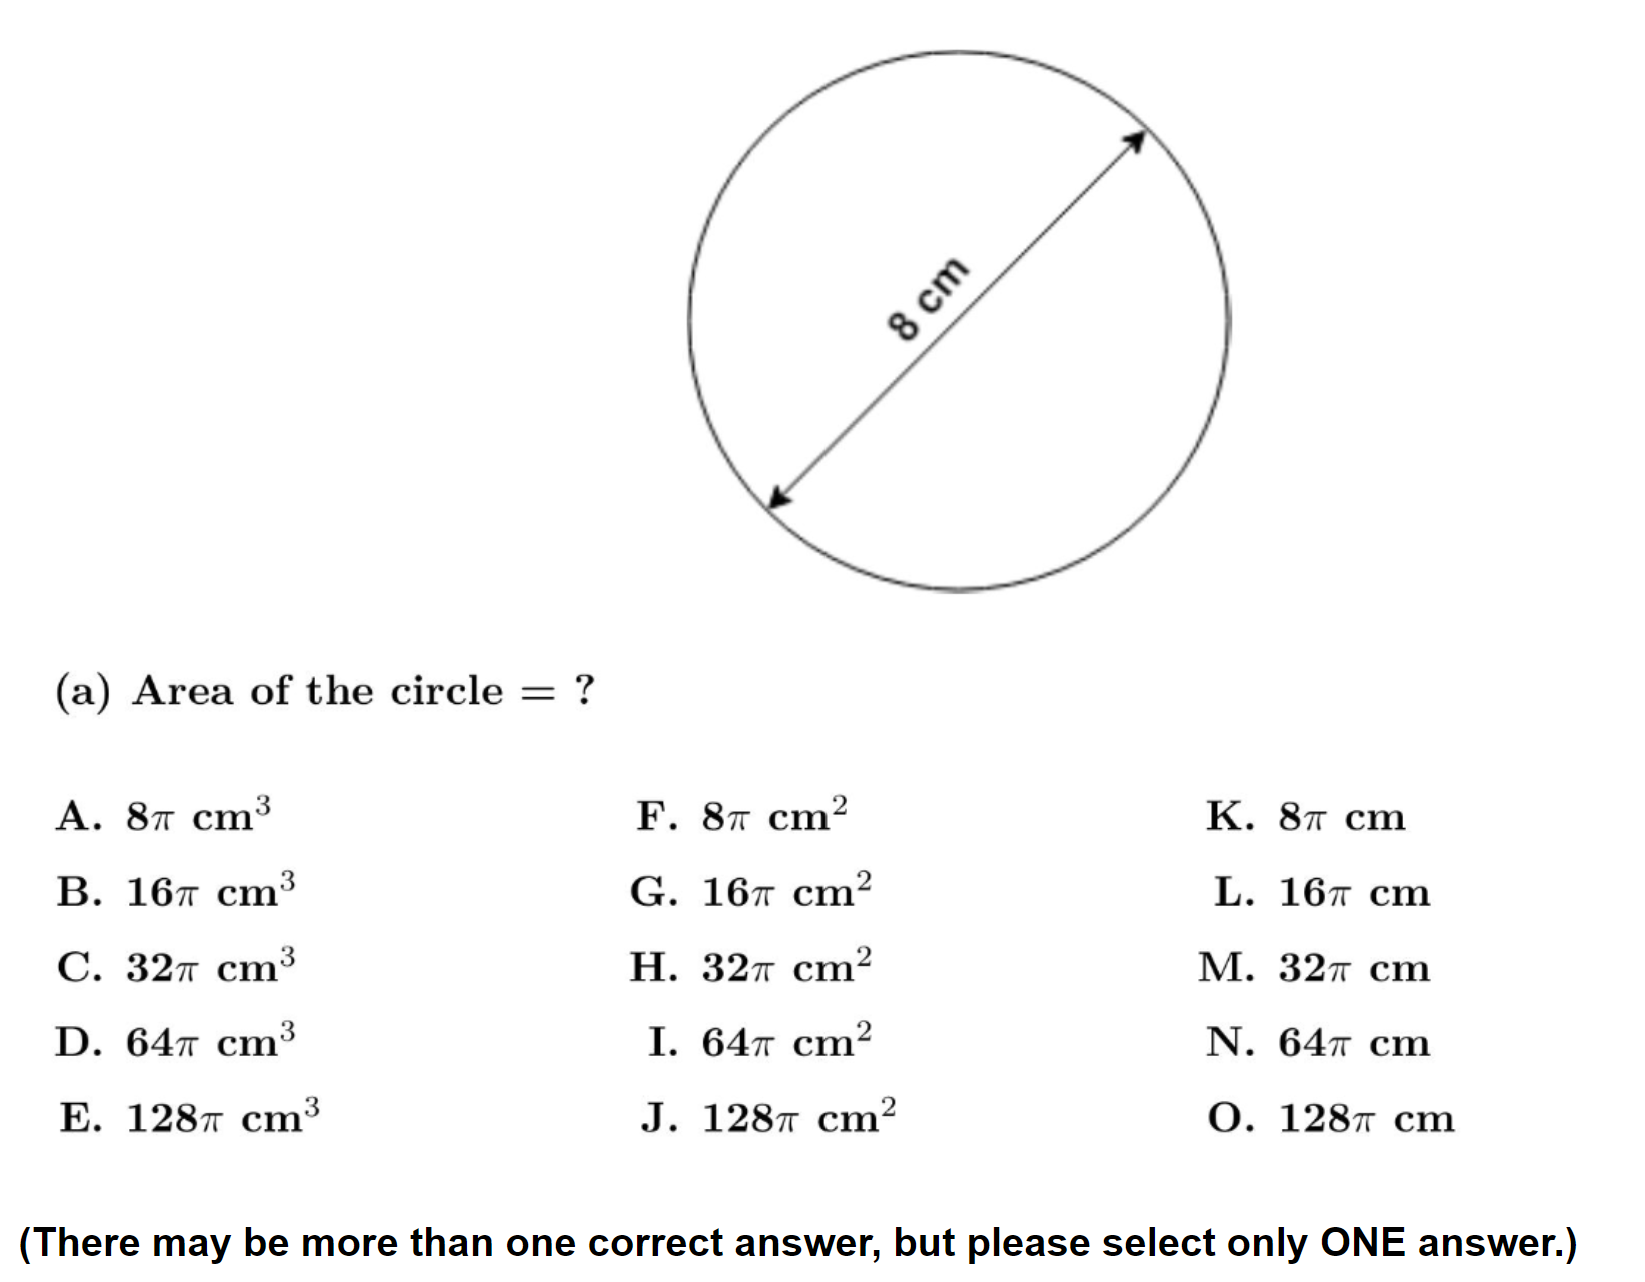 8 cm
(a) Area of the circle = ?
A. 8π cm³ F. 8π cm² K. 8π cm
B. 16π cm³ G. 16π cm² L. 16π cm
C. 32π cm³ H. 32π cm² M. 32π cm
D. 64π cm³ I. 64π cm² N. 64π cm
E. 128π cm³ J. 128π cm² O. 128π cm
(There may be more than one correct answer, but please select only ONE answer.)